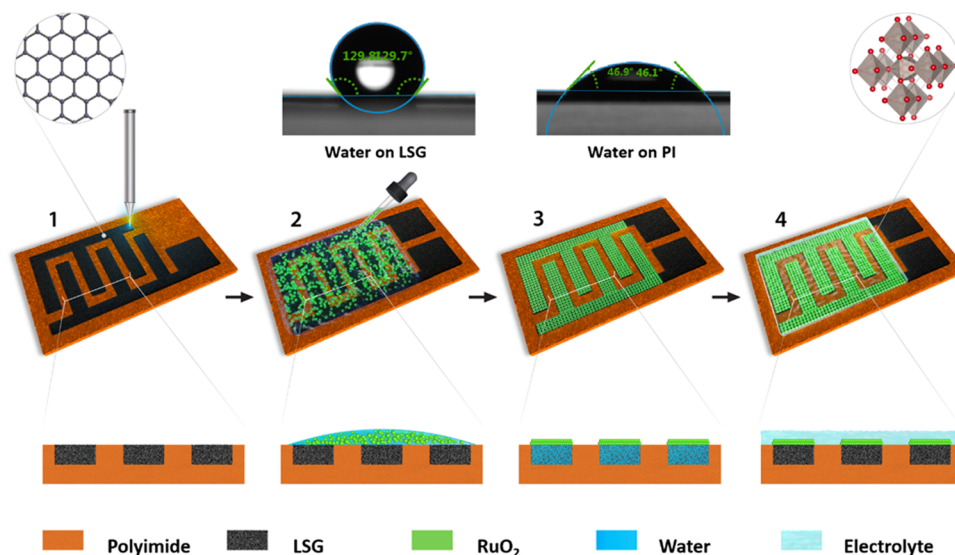 129.8° 129.7°
46.9° 46.1°
Water on LSG
Water on PI
1
2
3
4
Polyimide
LSG
RuO₂
Water
Electrolyte